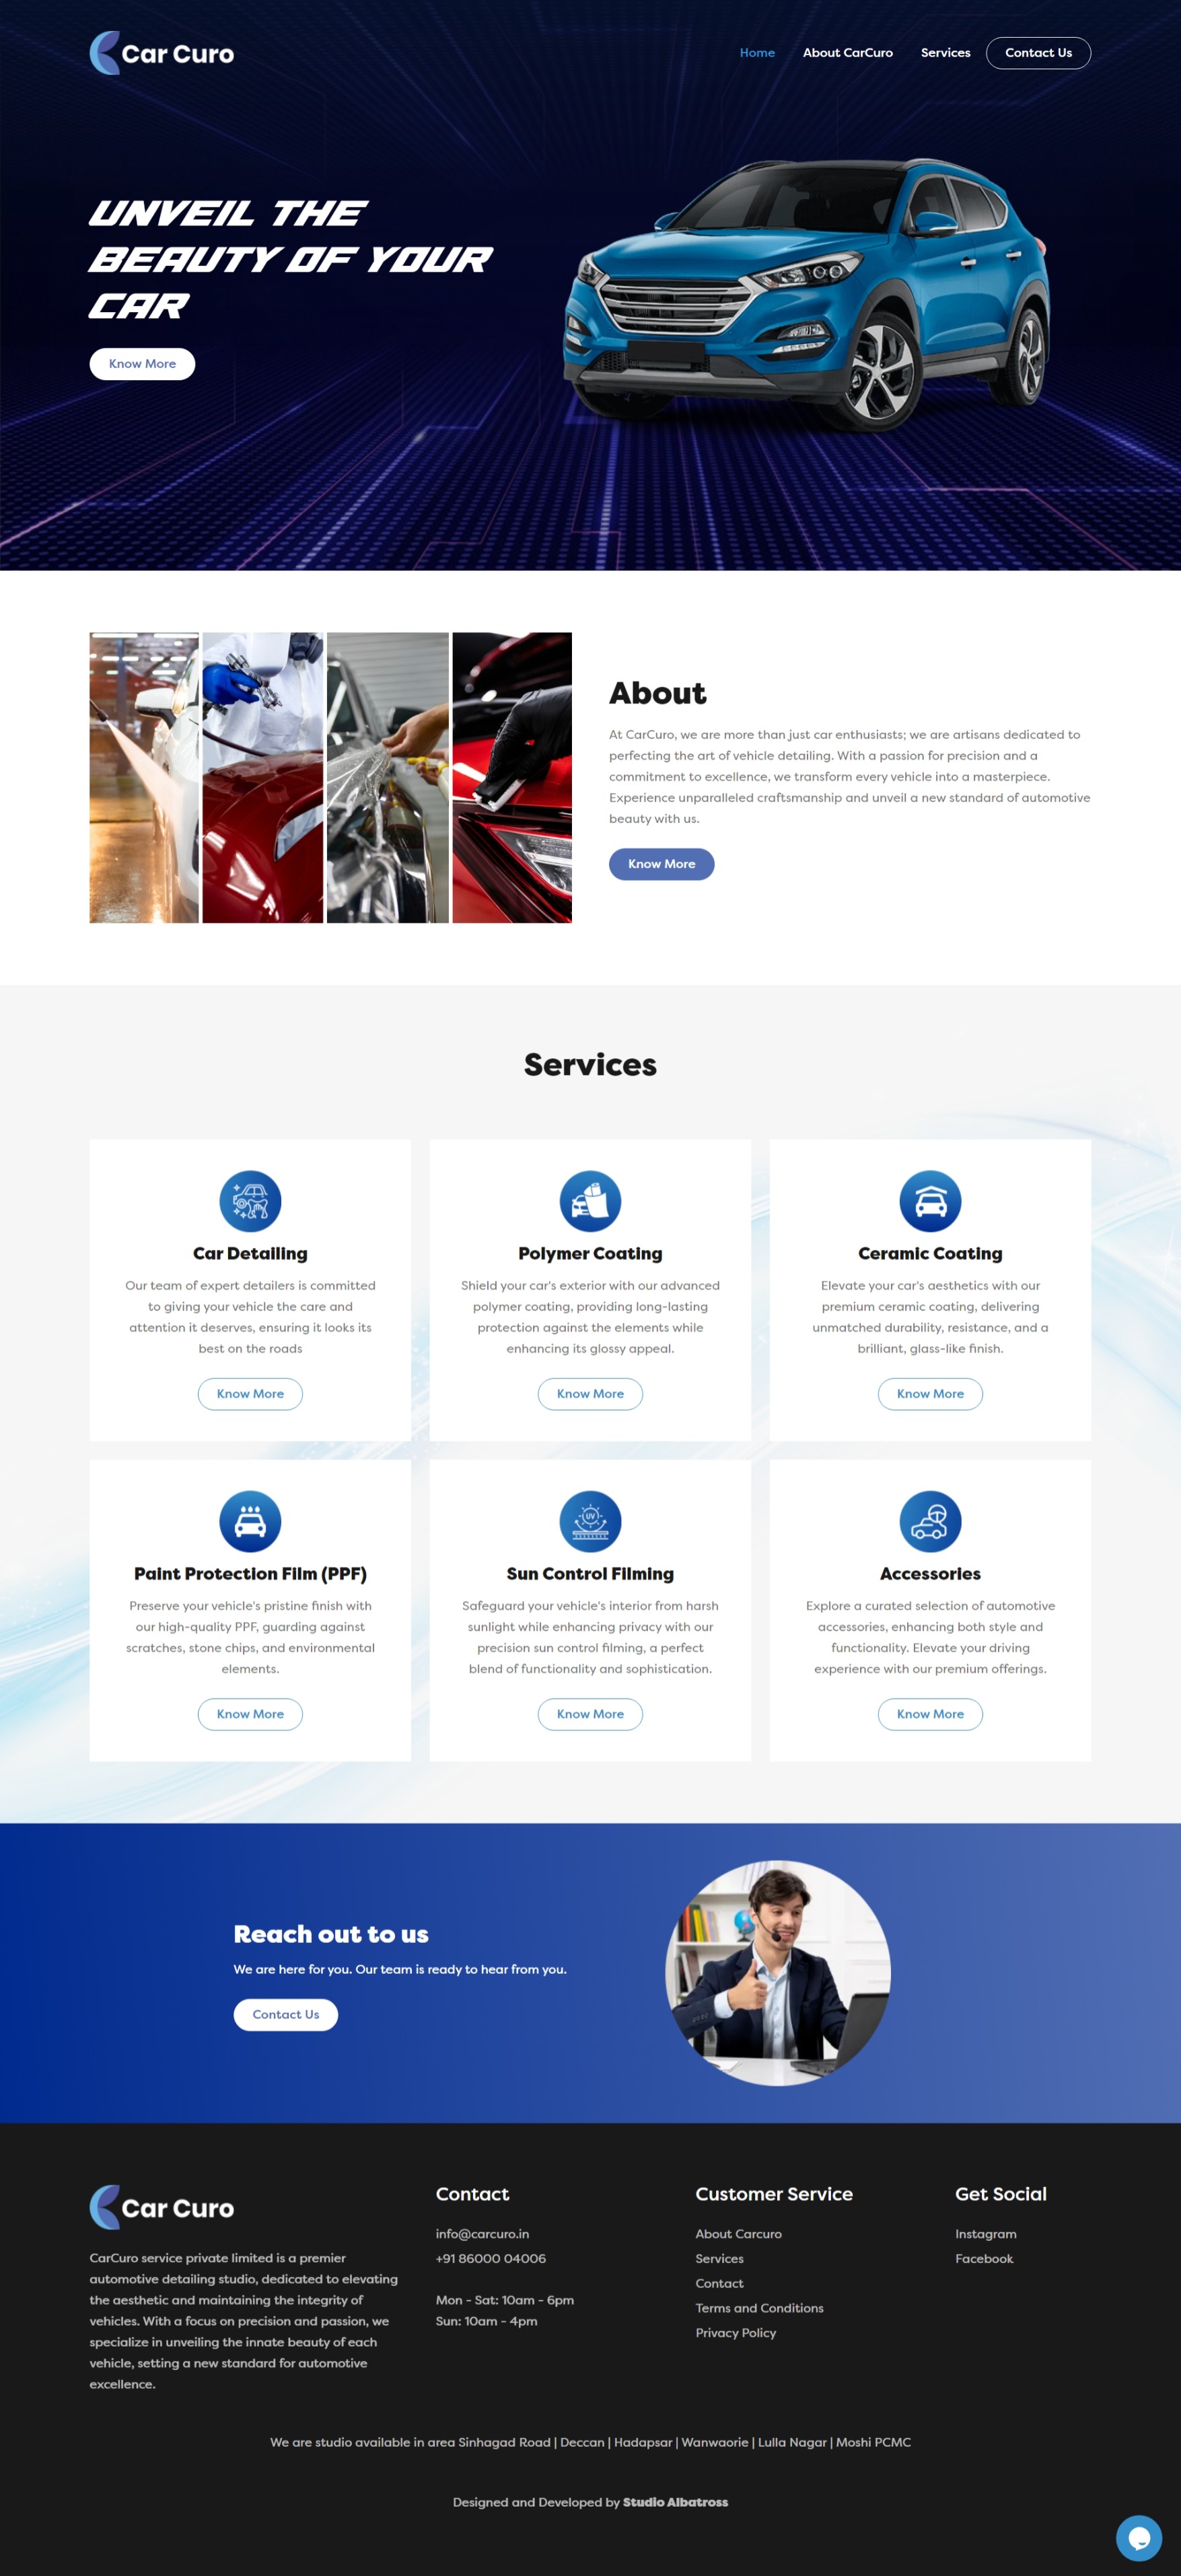 Car Curo
Home
About CarCuro
Services
Contact Us
UNVEIL THE
BEAUTY OF YOUR
CAR
Know More
About
At CarCuro, we are more than just car enthusiasts; we are artisans dedicated to
perfecting the art of vehicle detailing. With a passion for precision and a
commitment to excellence, we transform every vehicle into a masterpiece.
Experience unparalleled craftsmanship and unveil a new standard of automotive
beauty with us.
Know More
Services
Car Detailing
Our team of expert detailers is committed
to giving your vehicle the care and
attention it deserves, ensuring it looks its
best on the roads
Know More
Polymer Coating
Shield your car's exterior with our advanced
polymer coating, providing long-lasting
protection against the elements while
enhancing its glossy appeal.
Know More
Ceramic Coating
Elevate your car's aesthetics with our
premium ceramic coating, delivering
unmatched durability, resistance, and a
brilliant, glass-like finish.
Know More
Paint Protection Film (PPF)
Preserve your vehicle's pristine finish with
our high-quality PPF, guarding against
scratches, stone chips, and environmental
elements.
Know More
UV
Sun Control Filming
Safeguard your vehicle's interior from harsh
sunlight while enhancing privacy with our
precision sun control filming, a perfect
blend of functionality and sophistication.
Know More
Accessories
Explore a curated selection of automotive
accessories, enhancing both style and
functionality. Elevate your driving
experience with our premium offerings.
Know More
Reach out to us
We are here for you. Our team is ready to hear from you.
Contact Us
Car Curo
CarCuro service private limited is a premier
automotive detailing studio, dedicated to elevating
the aesthetic and maintaining the integrity of
vehicles. With a focus on precision and passion, we
specialize in unveiling the innate beauty of each
vehicle, setting a new standard for automotive
excellence.
Contact
info@carcuro.in
+91 86000 04006
Mon - Sat: 10am - 6pm
Sun: 10am - 4pm
Customer Service
About Carcuro
Services
Contact
Terms and Conditions
Privacy Policy
Get Social
Instagram
Facebook
We are studio available in area Sinhagad Road | Deccan | Hadapsar | Wanwaorie | Lulla Nagar | Moshi PCMC
Designed and Developed by Studio Albatross